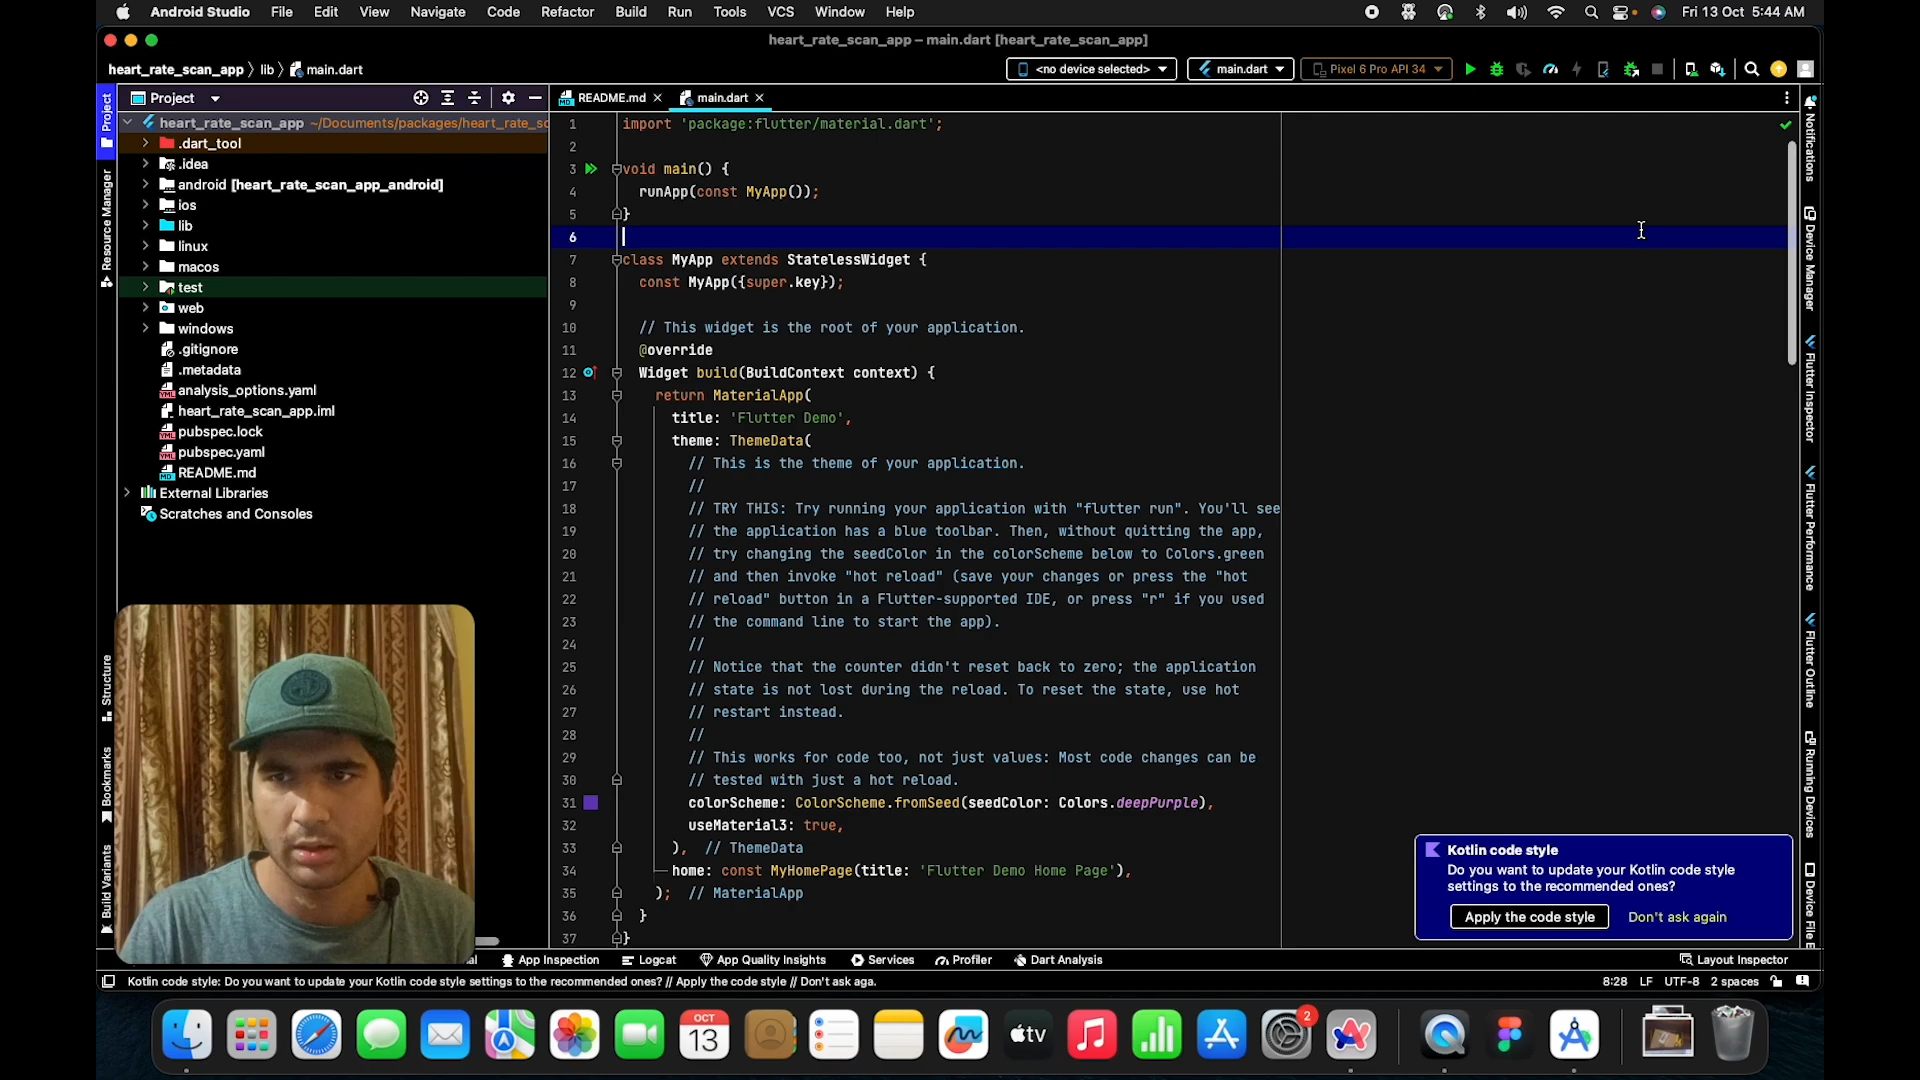 Android Studio File Edit View Navigate Code Refactor Build Run Tools VCS Window Help Fri 13 Oct 5:44 AM
heart_rate_scan_app – main.dart [heart_rate_scan_app]
heart_rate_scan_app lib main.dart <no device selected> main.dart Pixel 6 Pro API 34
Project
README.md
main.dart
heart_rate_scan_app ~/Documents/packages/heart_rate_sc
.dart_tool
.idea
android [heart_rate_scan_app_android]
ios
lib
linux
macos
test
web
windows
.gitignore
.metadata
analysis_options.yaml
heart_rate_scan_app.iml
pubspec.lock
pubspec.yaml
README.md
External Libraries
Scratches and Consoles
1 import 'package:flutter/material.dart';
2
3 void main() {
4 runApp(const MyApp());
5 }
6
7 class MyApp extends StatelessWidget {
8 const MyApp({super.key});
9
10 // This widget is the root of your application.
11 @override
12 Widget build(BuildContext context) {
13 return MaterialApp(
14 title: 'Flutter Demo',
15 theme: ThemeData(
16 // This is the theme of your application.
17 //
18 // TRY THIS: Try running your application with "flutter run". You'll see
19 // the application has a blue toolbar. Then, without quitting the app,
20 // try changing the seedColor in the colorScheme below to Colors.green
21 // and then invoke "hot reload" (save your changes or press the "hot
22 // reload" button in a Flutter-supported IDE, or press "r" if you used
23 // the command line to start the app).
24 //
25 // Notice that the counter didn't reset back to zero; the application
26 // state is not lost during the reload. To reset the state, use hot
27 // restart instead.
28 //
29 // This works for code too, not just values: Most code changes can be
30 // tested with just a hot reload.
31 colorScheme: ColorScheme.fromSeed(seedColor: Colors.deepPurple),
32 useMaterial3: true,
33 ), // ThemeData
34 home: const MyHomePage(title: 'Flutter Demo Home Page'),
35 ); // MaterialApp
36 }
37 }
Project
Resource Manager
Structure
Bookmarks
Build Variants
Notifications
Device Manager
Flutter Inspector
Flutter Performance
Flutter Outline
Running Devices
Device File E
Kotlin code style
Do you want to update your Kotlin code style
settings to the recommended ones?
Apply the code style Don't ask again
al App Inspection Logcat App Quality Insights Services Profiler Dart Analysis Layout Inspector
Kotlin code style: Do you want to update your Kotlin code style settings to the recommended ones? // Apply the code style // Don't ask aga. 8:28 LF UTF-8 2 spaces
OCT
13
tv
2